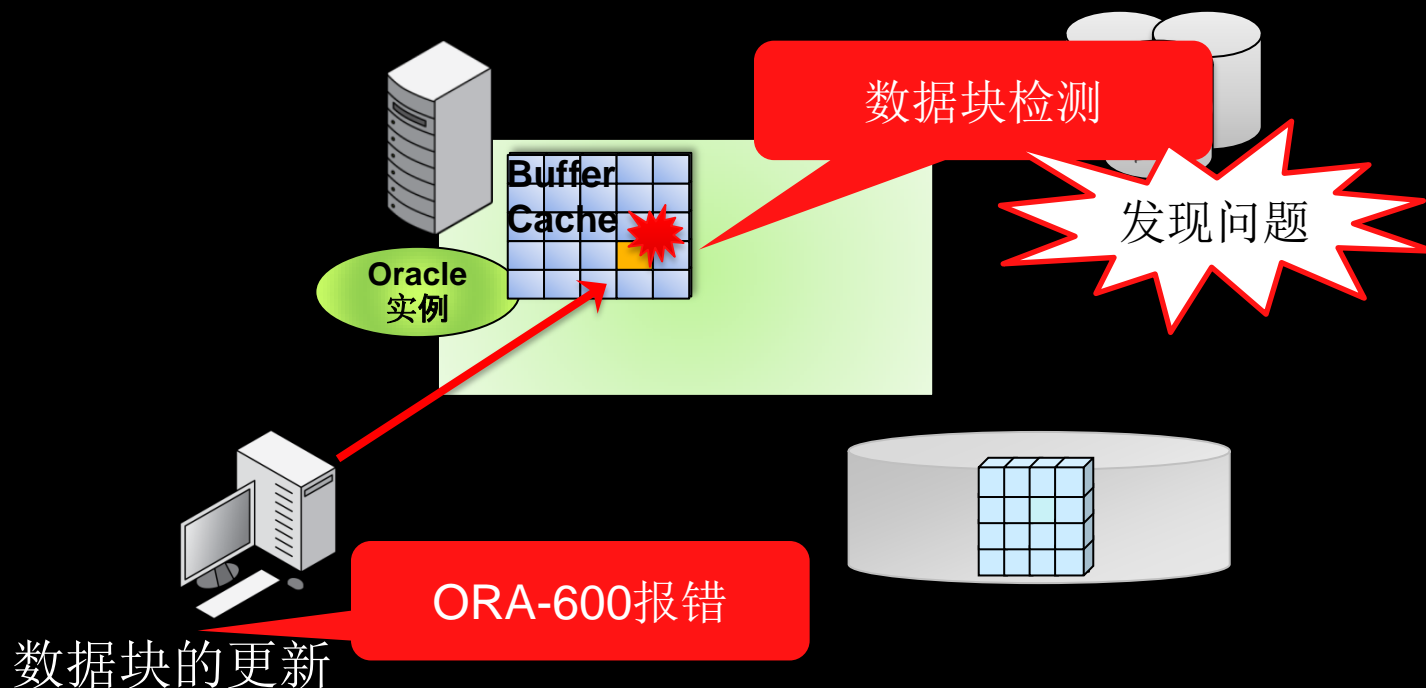 数据块检测
发现问题
Buffer
Cache
Oracle
实例
ORA-600报错
数据块的更新